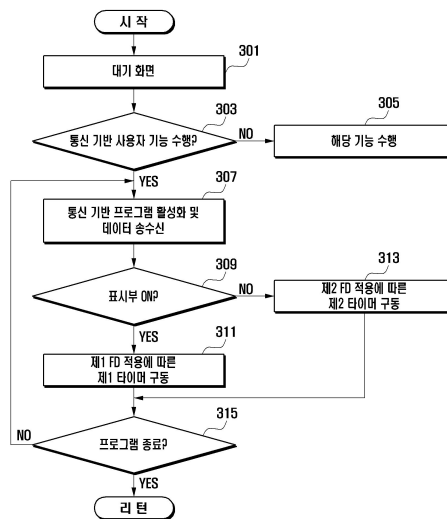 시 작
301
대기 화면
303
통신 기반 사용자 기능 수행?
NO
305
해당 기능 수행
YES
307
통신 기반 프로그램 활성화 및
데이터 송수신
309
표시부 ON?
NO
313
제2 FD 적용에 따른
제2 타이머 구동
YES
311
제1 FD 적용에 따른
제1 타이머 구동
315
NO
프로그램 종료?
YES
리 턴